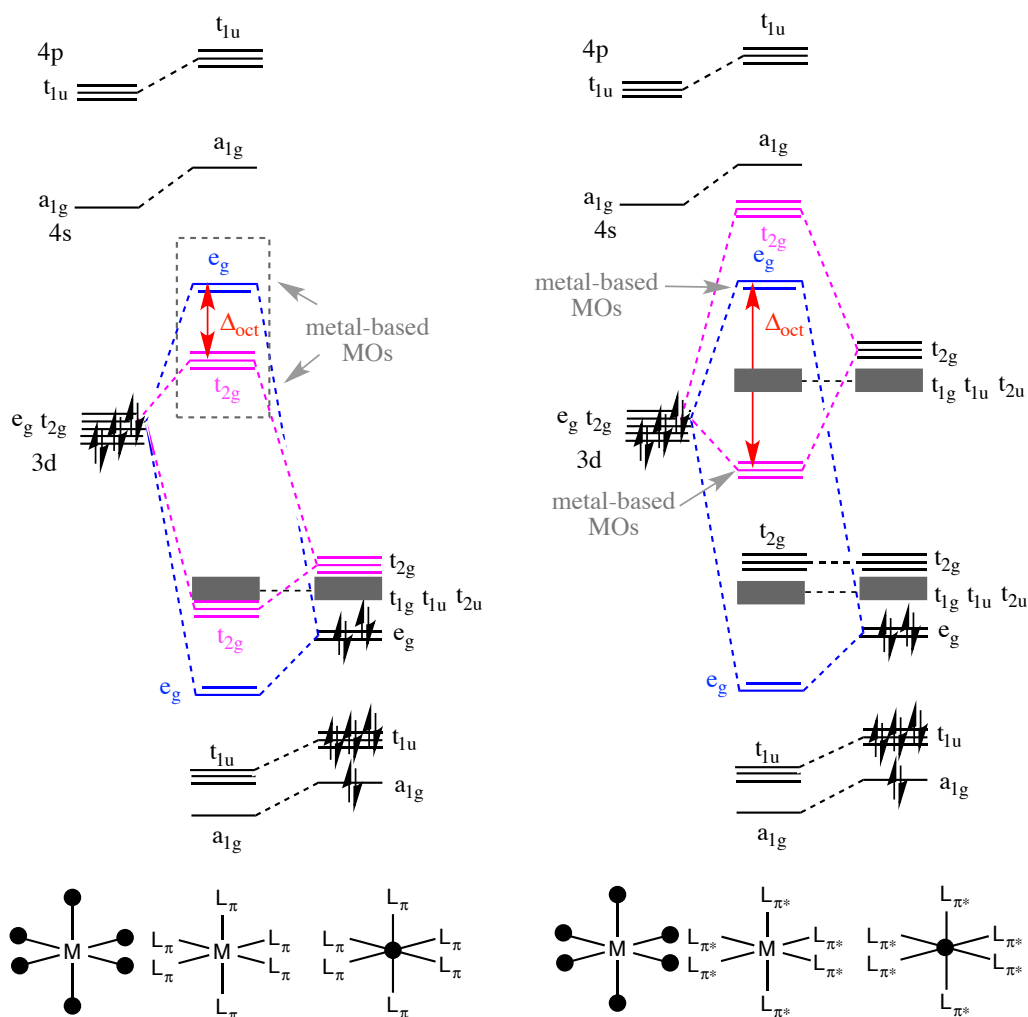 t1u
4p
t1u
a1g
a1g
4s
eg
Δoct
metal-based
MOs
t2g
eg t2g
3d
t2g
t1g t1u t2u
t2g
eg
eg
t1u
t1u
a1g
a1g
Lπ
Lπ
Lπ
M
Lπ
Lπ
Lπ
Lπ
Lπ
Lπ
Lπ
Lπ
Lπ
t1u
4p
t1u
a1g
a1g
4s
t2g
eg
metal-based
MOs
Δoct
t2g
t1g t1u t2u
eg t2g
3d
metal-based
MOs
t2g
t2g
t1g t1u t2u
eg
eg
t1u
t1u
a1g
a1g
Lπ*
Lπ*
M
Lπ*
M
Lπ*
Lπ*
Lπ*
Lπ*
Lπ*
Lπ*
Lπ*
Lπ*
Lπ*
M